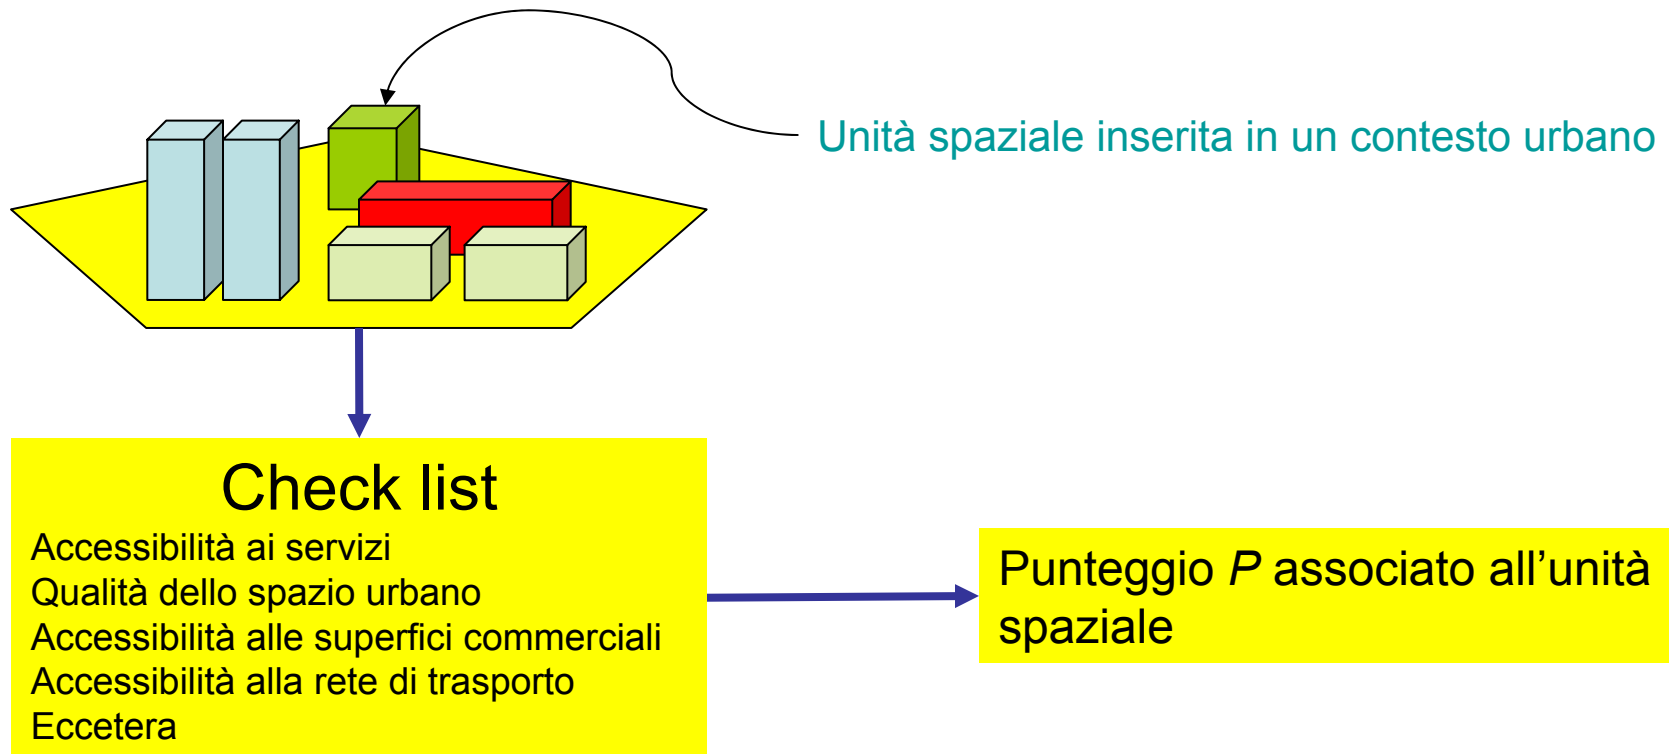 Unità spaziale inserita in un contesto urbano
Check list
Accessibilità ai servizi
Qualità dello spazio urbano
Accessibilità alle superfici commerciali
Accessibilità alla rete di trasporto
Eccetera
Punteggio P associato all’unità
spaziale